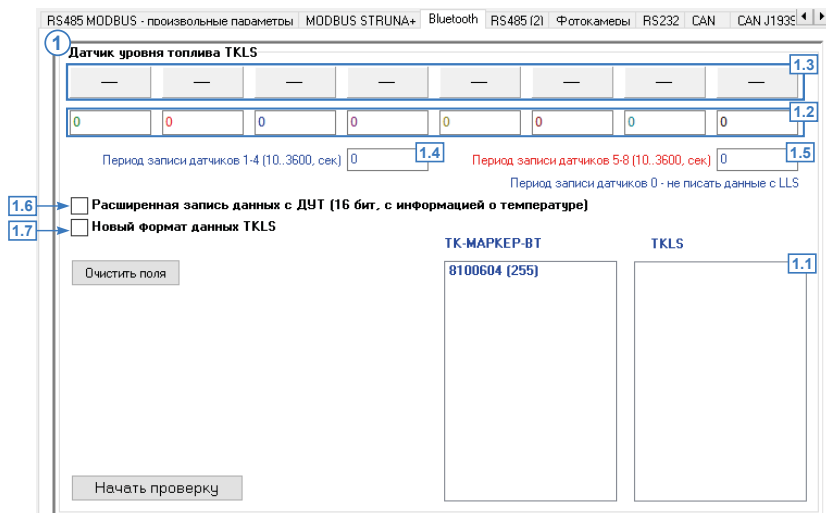 RS485 MODBUS - произвольные параметры MODBUS STRUNA+ Bluetooth RS485 (2) Фотокамеры RS232 CAN CAN J1939
1 Датчик уровня топлива TKLS
1.3
— — — — — — — —
1.2
0 0 0 0 0 0 0 0
Период записи датчиков 1-4 (10..3600, сек) 0 1.4 Период записи датчиков 5-8 (10..3600, сек) 0 1.5
Период записи датчиков 0 - не писать данные с LLS
1.6 Расширенная запись данных с ДУТ (16 бит, с информацией о температуре)
1.7 Новый формат данных TKLS
ТК-МАРКЕР-BT TKLS
Очистить поля 8100604 (255) 1.1
Начать проверку